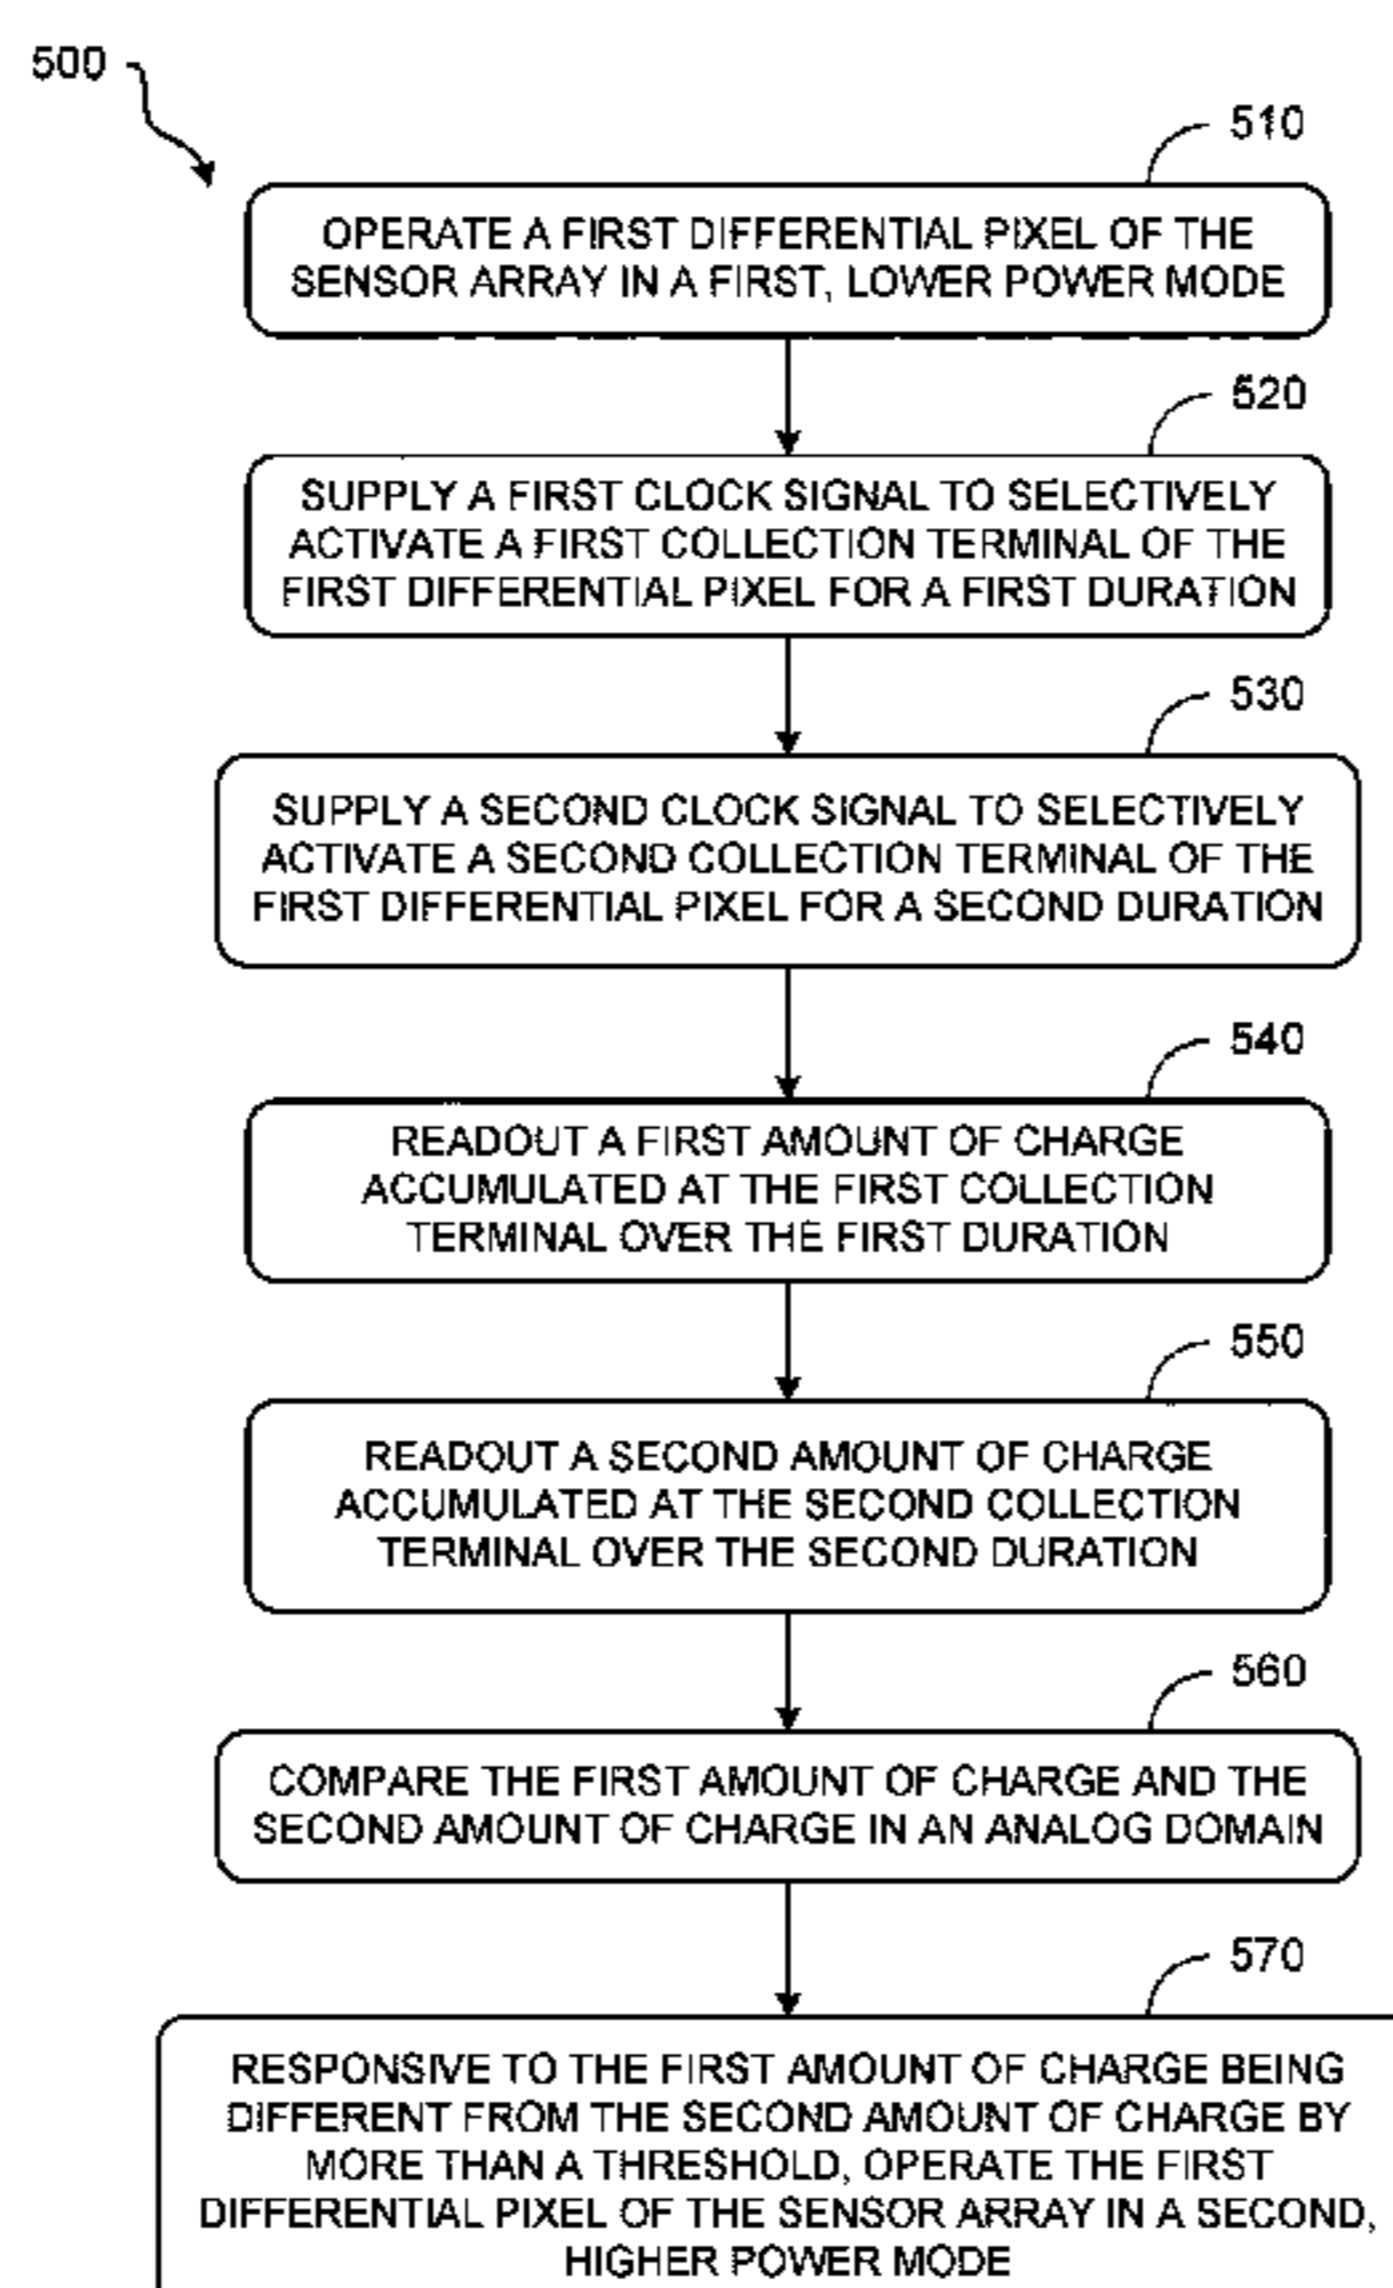 500
510
OPERATE A FIRST DIFFERENTIAL PIXEL OF THE
SENSOR ARRAY IN A FIRST, LOWER POWER MODE
520
SUPPLY A FIRST CLOCK SIGNAL TO SELECTIVELY
ACTIVATE A FIRST COLLECTION TERMINAL OF THE
FIRST DIFFERENTIAL PIXEL FOR A FIRST DURATION
530
SUPPLY A SECOND CLOCK SIGNAL TO SELECTIVELY
ACTIVATE A SECOND COLLECTION TERMINAL OF THE
FIRST DIFFERENTIAL PIXEL FOR A SECOND DURATION
540
READOUT A FIRST AMOUNT OF CHARGE
ACCUMULATED AT THE FIRST COLLECTION
TERMINAL OVER THE FIRST DURATION
550
READOUT A SECOND AMOUNT OF CHARGE
ACCUMULATED AT THE SECOND COLLECTION
TERMINAL OVER THE SECOND DURATION
560
COMPARE THE FIRST AMOUNT OF CHARGE AND THE
SECOND AMOUNT OF CHARGE IN AN ANALOG DOMAIN
570
RESPONSIVE TO THE FIRST AMOUNT OF CHARGE BEING
DIFFERENT FROM THE SECOND AMOUNT OF CHARGE BY
MORE THAN A THRESHOLD, OPERATE THE FIRST
DIFFERENTIAL PIXEL OF THE SENSOR ARRAY IN A SECOND,
HIGHER POWER MODE